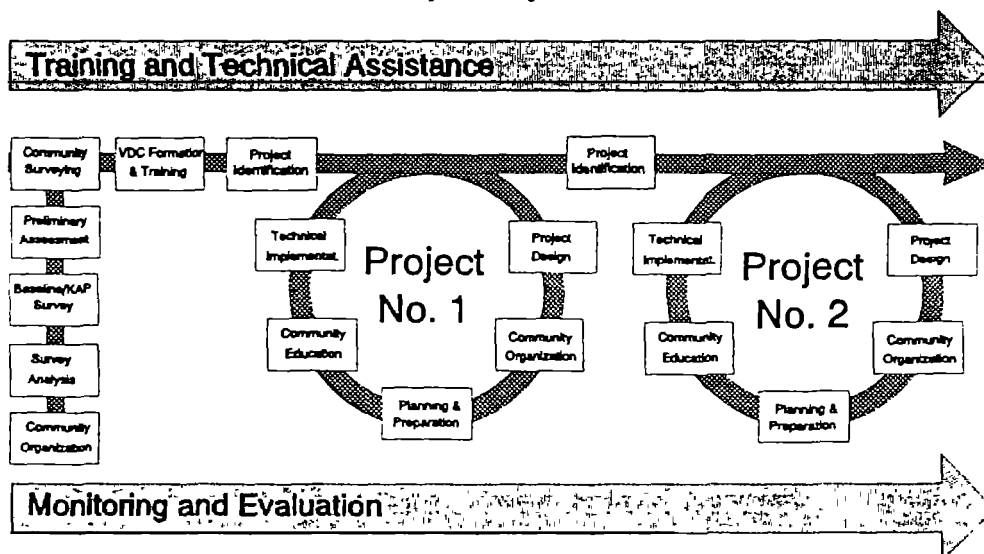 Training and Technical Assistance
Community
Surveying
VDC Formation
& Training
Project
Identification
Project
Identification
Preliminary
Assessment
Baseline/KAP
Survey
Survey
Analysis
Community
Organization
Technical
Implementat.
Project
No. 1
Project
Design
Community
Education
Community
Organization
Planning &
Preparation
Technical
Implementat.
Project
No. 2
Project
Design
Community
Education
Community
Organization
Planning &
Preparation
Monitoring and Evaluation